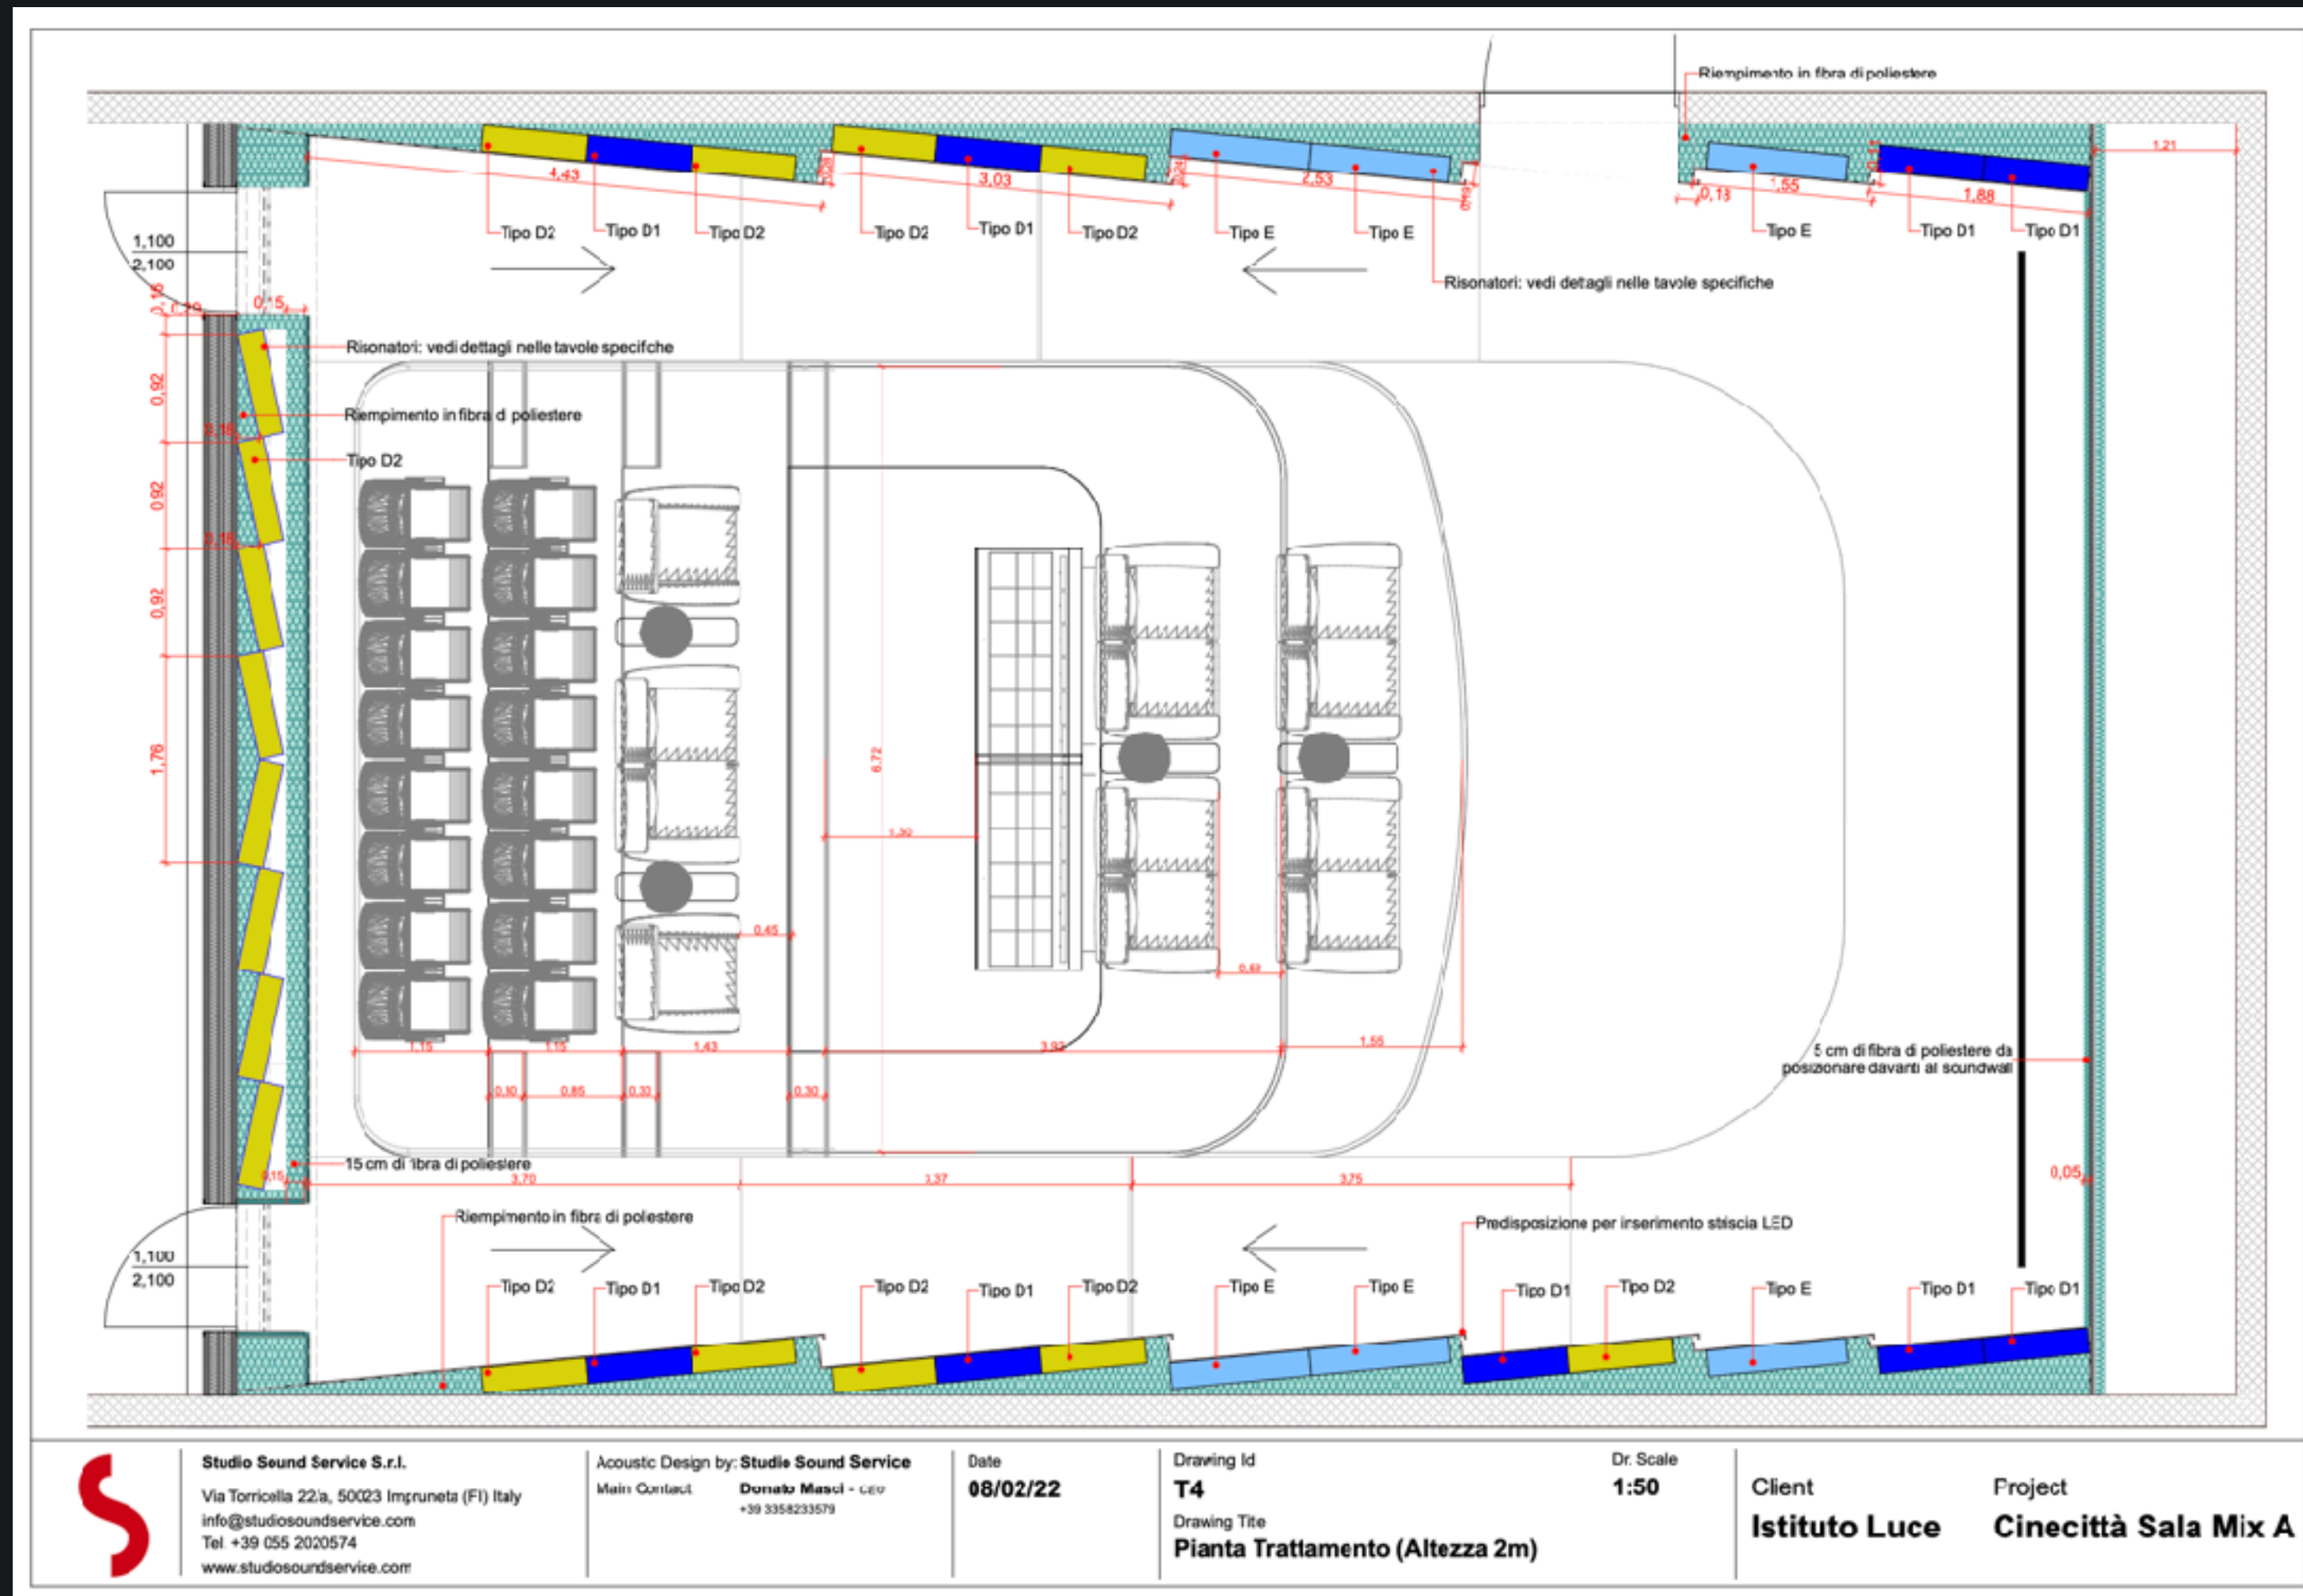 Riempimento in fibra di poliestere
1,21
4,43
3,03
2,53
0,13
1,55
1,88
Tipo D2
Tipo D1
Tipo D2
Tipo D2
Tipo D1
Tipo D2
Tipo E
Tipo E
Tipo E
Tipo D1
Tipo D1
1,100
2,100
Risonatori: vedi dettagli nelle tavole specifiche
0,15
0,15
Risonatori: vedi dettagli nelle tavole specifche
0,92
Riempimento in fibra di poliestere
0,18
Tipo D2
0,92
0,18
0,92
1,76
6,72
1,30
0,45
0,69
1,15
1,15
1,43
3,92
1,55
5 cm di fibra di poliestere da
posizionare davanti al soundwall
0,30
0,85
0,30
0,30
15 cm di fibra di poliestere
0,15
3,70
3,37
3,75
0,05
Riempimento in fibra di poliestere
Predisposizione per inserimento striscia LED
1,100
2,100
Tipo D2
Tipo D1
Tipo D2
Tipo D2
Tipo D1
Tipo D2
Tipo E
Tipo E
Tipo D1
Tipo D2
Tipo E
Tipo D1
Tipo D1
Studio Sound Service S.r.l.
Via Torricella 22/a, 50023 Impruneta (FI) Italy
info@studiosoundservice.com
Tel. +39 055 2020574
www.studiosoundservice.com
Acoustic Design by: Studio Sound Service
Main Contact Donato Masci - CEO
+39 3358233579
Date
08/02/22
Drawing Id
T4
Drawing Title
Pianta Trattamento (Altezza 2m)
Dr. Scale
1:50
Client
Istituto Luce
Project
Cinecittà Sala Mix A